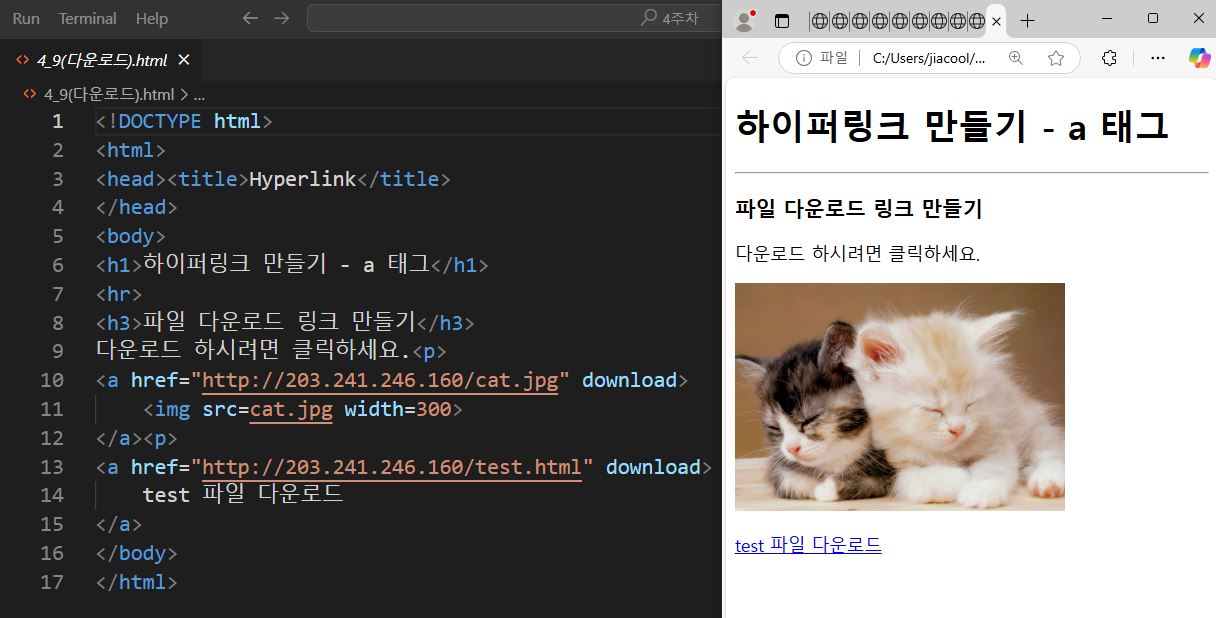 Run Terminal Help
4주차
4_9(다운로드).html
4_9(다운로드).html > ...
1 <!DOCTYPE html>
2 <html>
3 <head><title>Hyperlink</title>
4 </head>
5 <body>
6 <h1>하이퍼링크 만들기 - a 태그</h1>
7 <hr>
8 <h3>파일 다운로드 링크 만들기</h3>
9 다운로드 하시려면 클릭하세요.<p>
10 <a href="http://203.241.246.160/cat.jpg" download>
11     <img src=cat.jpg width=300>
12 </a><p>
13 <a href="http://203.241.246.160/test.html" download>
14     test 파일 다운로드
15 </a>
16 </body>
17 </html>
파일 C:/Users/jiacool/...
하이퍼링크 만들기 - a 태그
파일 다운로드 링크 만들기
다운로드 하시려면 클릭하세요.
test 파일 다운로드